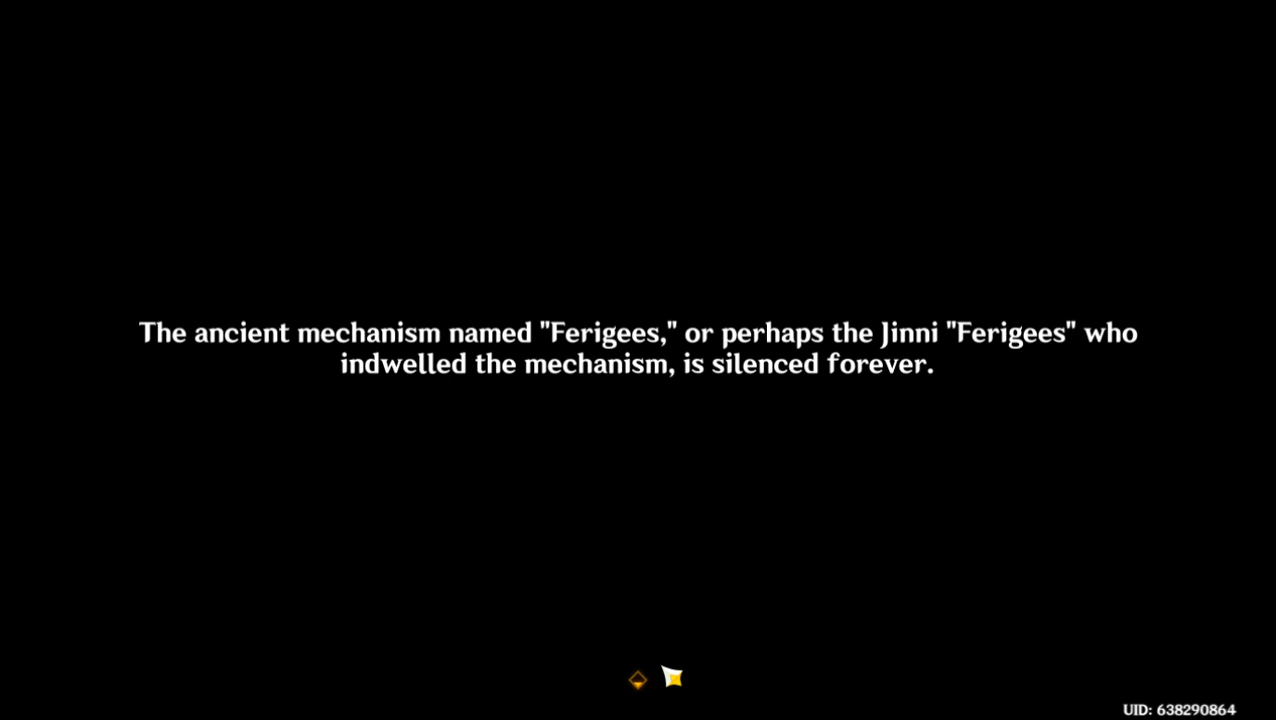 The ancient mechanism named "Ferigees," or perhaps the Jinni "Ferigees" who
indwelled the mechanism, is silenced forever.
UID: 638290864